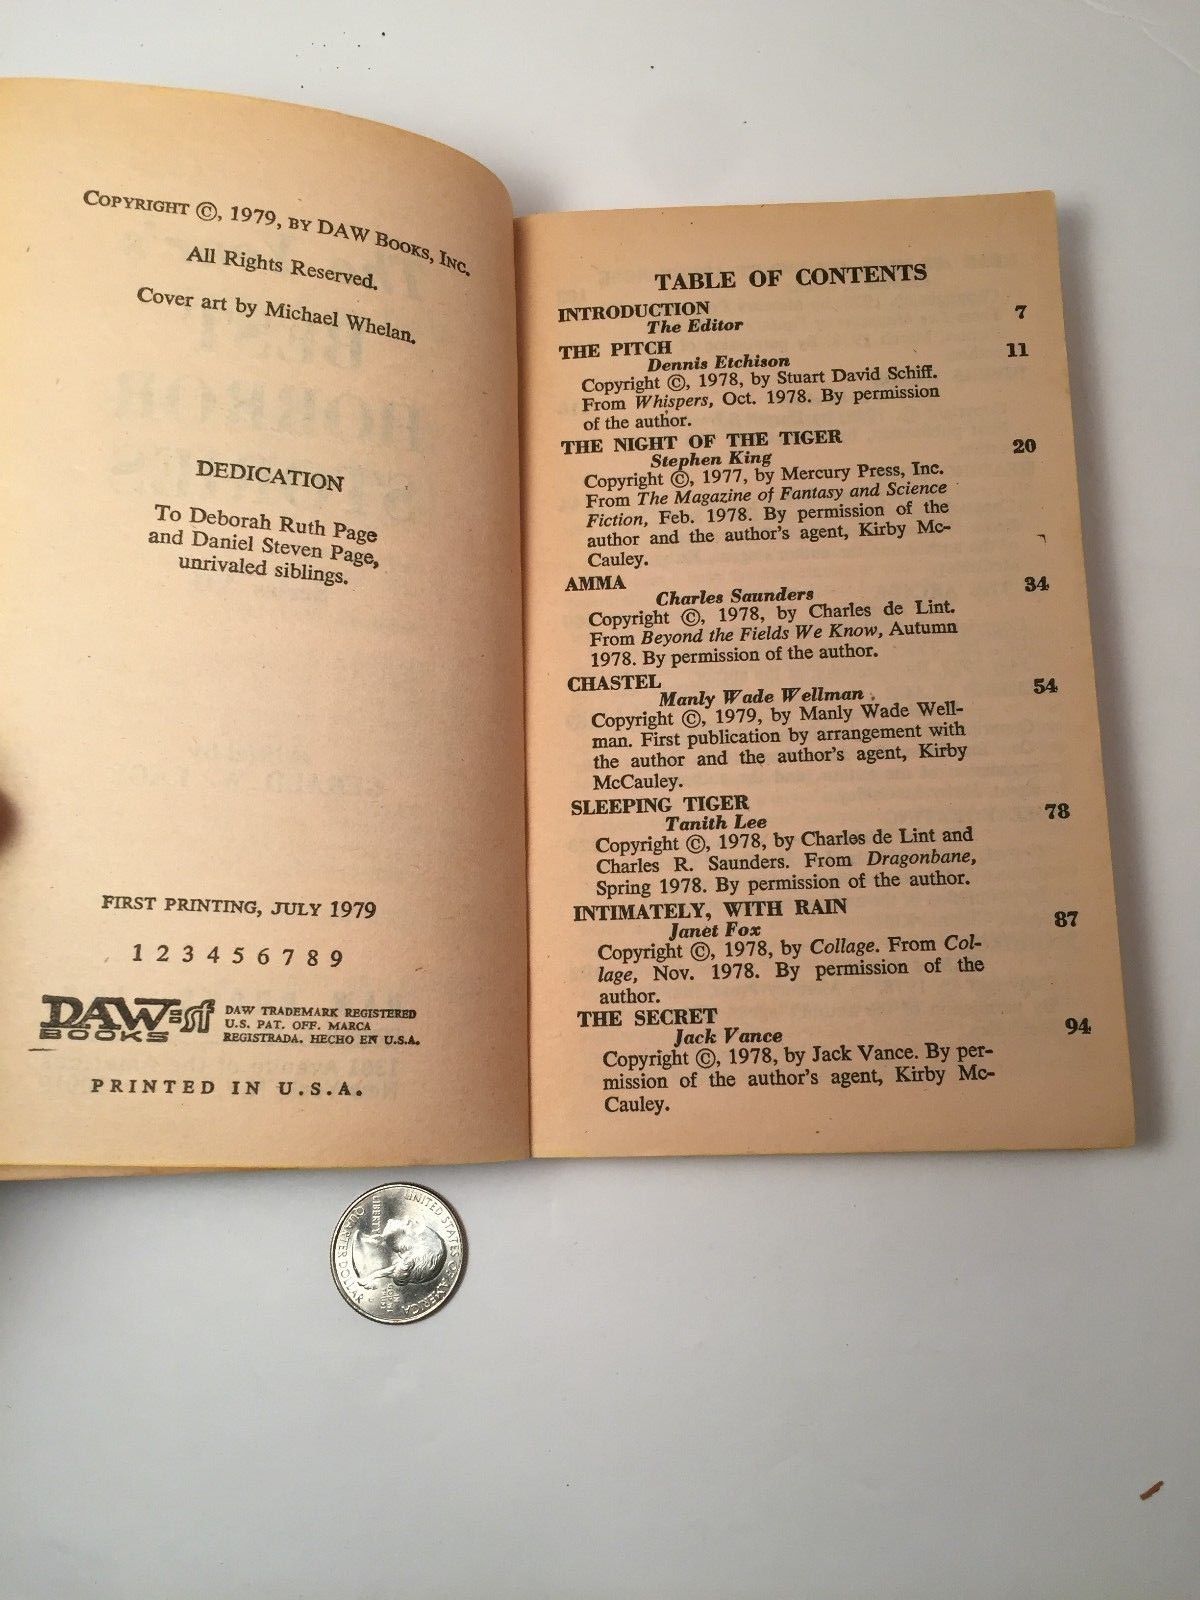 COPYRIGHT ©, 1979, BY DAW BOOKS, INC.
All Rights Reserved.
Cover art by Michael Whelan.
DEDICATION
To Deborah Ruth Page
and Daniel Steven Page,
unrivaled siblings.
FIRST PRINTING, JULY 1979
1 2 3 4 5 6 7 8 9
DAW=sf
BOOKS
DAW TRADEMARK REGISTERED
U.S. PAT. OFF. MARCA
REGISTRADA. HECHO EN U.S.A.
PRINTED IN U.S.A.
TABLE OF CONTENTS
INTRODUCTION 7
The Editor
THE PITCH 11
Dennis Etchison
Copyright ©, 1978, by Stuart David Schiff.
From Whispers, Oct. 1978. By permission
of the author.
THE NIGHT OF THE TIGER 20
Stephen King
Copyright ©, 1977, by Mercury Press, Inc.
From The Magazine of Fantasy and Science
Fiction, Feb. 1978. By permission of the
author and the author's agent, Kirby Mc-
Cauley.
AMMA 34
Charles Saunders
Copyright ©, 1978, by Charles de Lint.
From Beyond the Fields We Know, Autumn
1978. By permission of the author.
CHASTEL 54
Manly Wade Wellman
Copyright ©, 1979, by Manly Wade Well-
man. First publication by arrangement with
the author and the author's agent, Kirby
McCauley.
SLEEPING TIGER 78
Tanith Lee
Copyright ©, 1978, by Charles de Lint and
Charles R. Saunders. From Dragonbane,
Spring 1978. By permission of the author.
INTIMATELY, WITH RAIN 87
Janet Fox
Copyright ©, 1978, by Collage. From Col-
lage, Nov. 1978. By permission of the
author.
THE SECRET 94
Jack Vance
Copyright ©, 1978, by Jack Vance. By per-
mission of the author's agent, Kirby Mc-
Cauley.
UNITED STATES OF AMERICA
LIBERTY
IN
GOD WE
TRUST
QUARTER DOLLAR